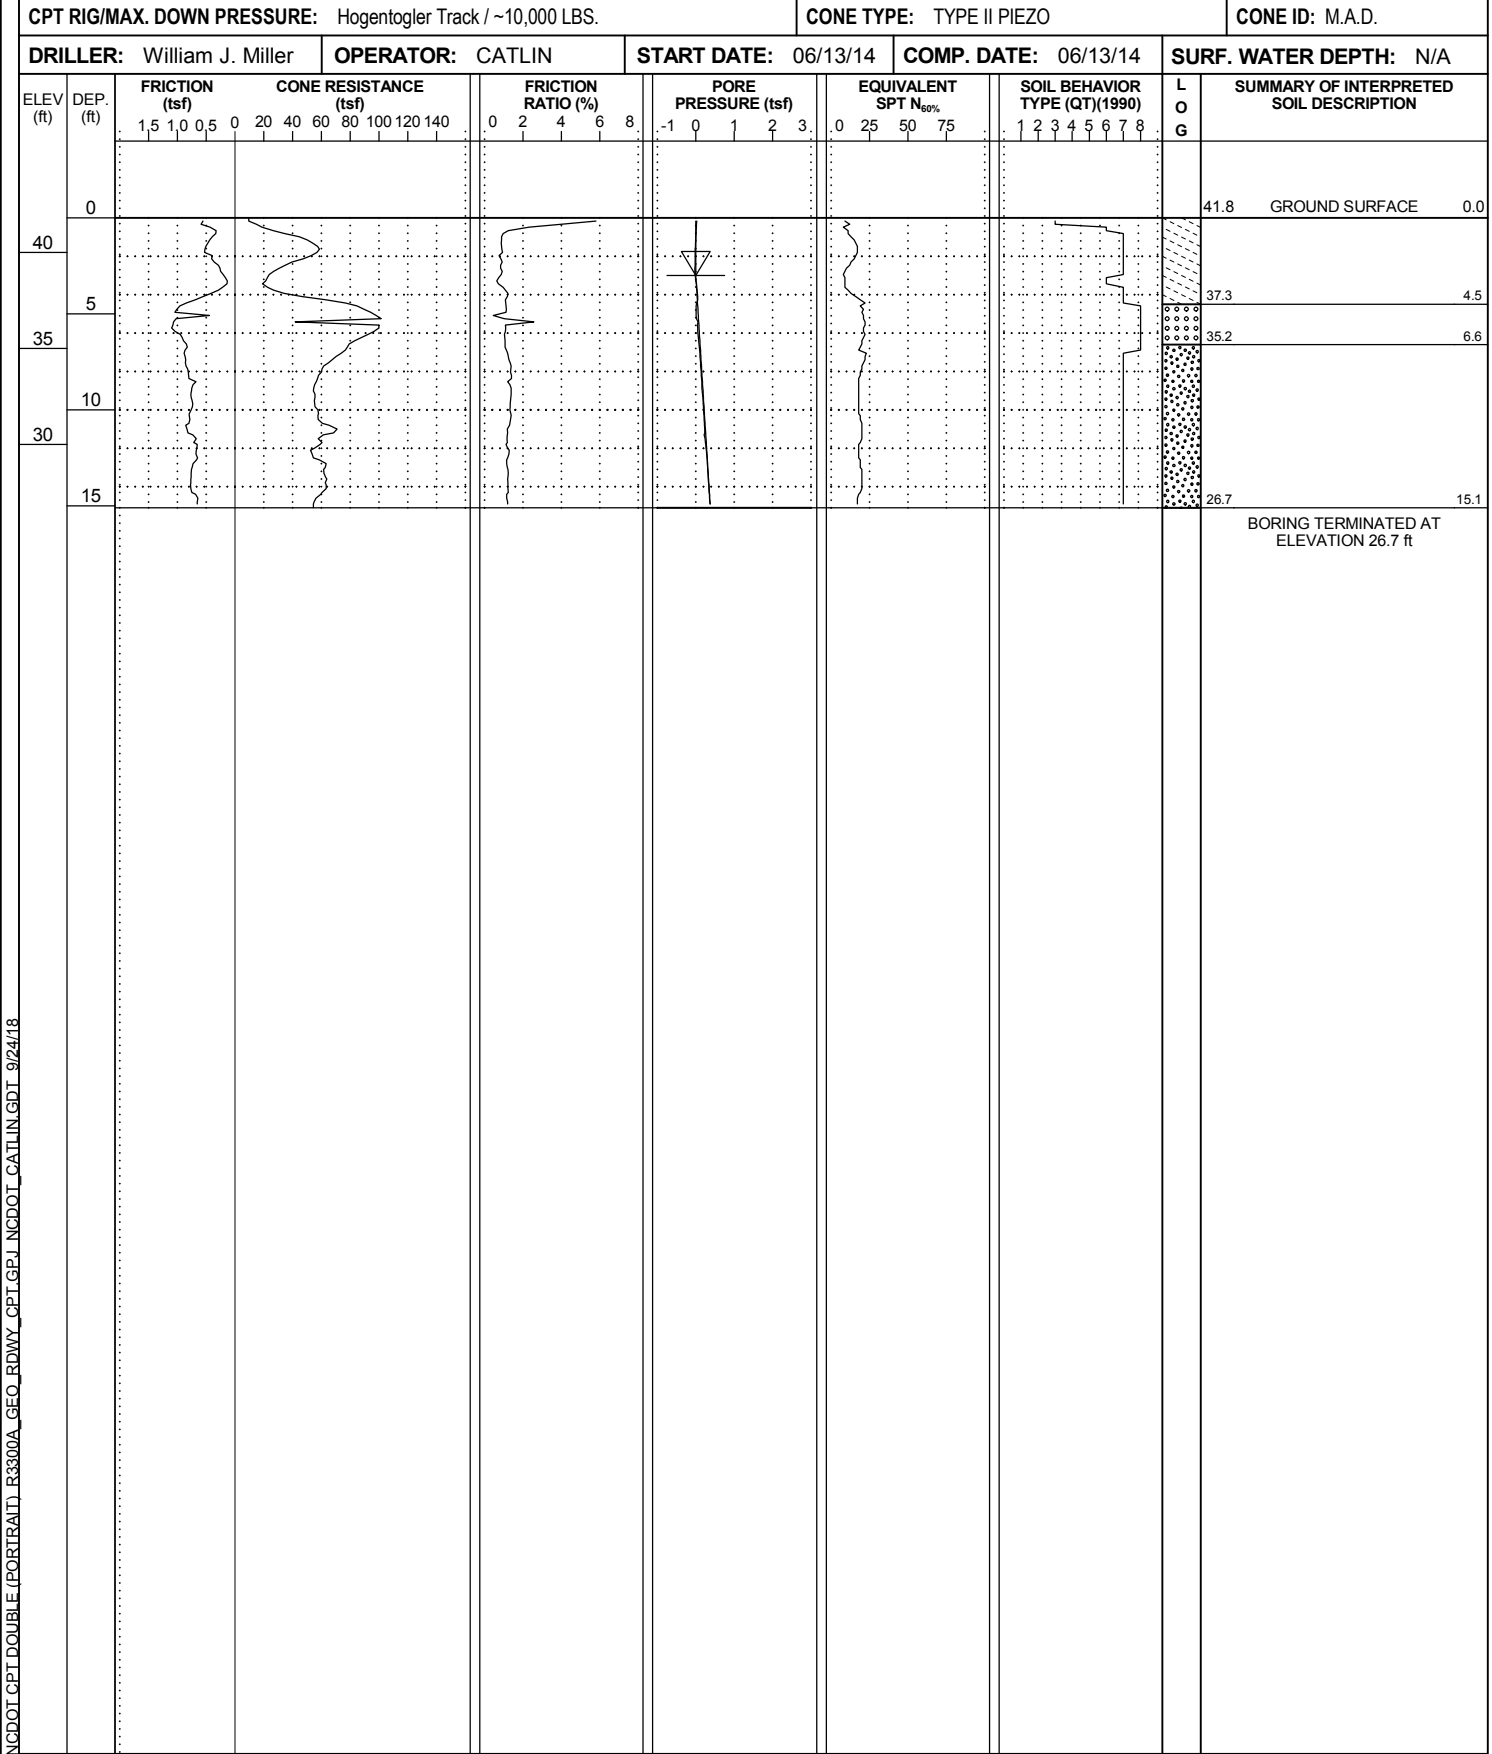 CPT RIG/MAX. DOWN PRESSURE: Hogentogler Track / ~10,000 LBS. CONE TYPE: TYPE II PIEZO CONE ID: M.A.D.
DRILLER: William J. Miller OPERATOR: CATLIN START DATE: 06/13/14 COMP. DATE: 06/13/14 SURF. WATER DEPTH: N/A
ELEV (ft)
DEP. (ft)
FRICTION (tsf)
1.5 1.0 0.5 0
CONE RESISTANCE (tsf)
20 40 60 80 100 120 140
FRICTION RATIO (%)
0 2 4 6 8
PORE PRESSURE (tsf)
-1 0 1 2 3
EQUIVALENT SPT N60%
0 25 50 75
SOIL BEHAVIOR TYPE (QT)(1990)
1 2 3 4 5 6 7 8
L O G
SUMMARY OF INTERPRETED SOIL DESCRIPTION
0
41.8 GROUND SURFACE 0.0
40
37.3 4.5
5
35
35.2 6.6
10
30
15
26.7 15.1
BORING TERMINATED AT
ELEVATION 26.7 ft
NCDOT CPT DOUBLE (PORTRAIT) R3300A_GEO_RDWY_CPT.GPJ NCDOT_CATLIN.GDT 9/24/18